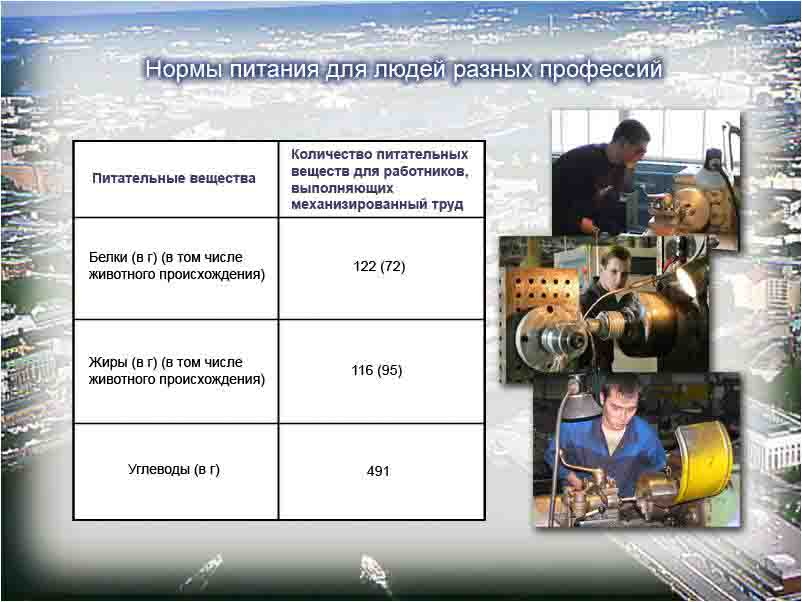 Нормы питания для людей разных профессий
Питательные вещества
Количество питательных
веществ для работников,
выполняющих
механизированный труд
Белки (в г) (в том числе
животного происхождения)
122 (72)
Жиры (в г) (в том числе
животного происхождения)
116 (95)
Углеводы (в г)
491